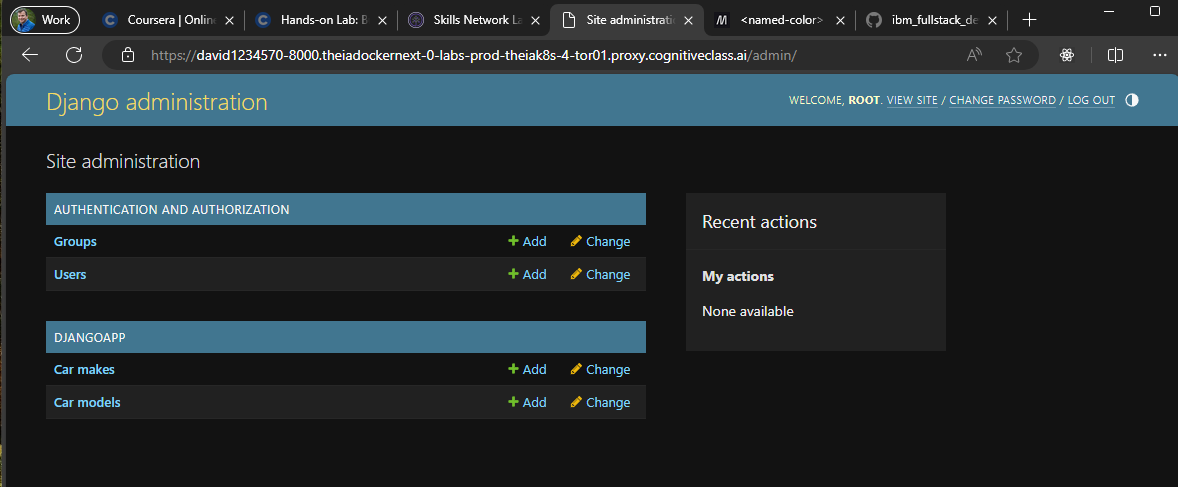 Work
Coursera | Online
Hands-on Lab: B
Skills Network La
Site administratio
<named-color>
ibm_fullstack_de
https://david1234570-8000.theiadockernext-0-labs-prod-theiak8s-4-tor01.proxy.cognitiveclass.ai/admin/
Django administration
WELCOME, ROOT. VIEW SITE / CHANGE PASSWORD / LOG OUT
Site administration
AUTHENTICATION AND AUTHORIZATION
Groups Add Change
Users Add Change
DJANGOAPP
Car makes Add Change
Car models Add Change
Recent actions
My actions
None available